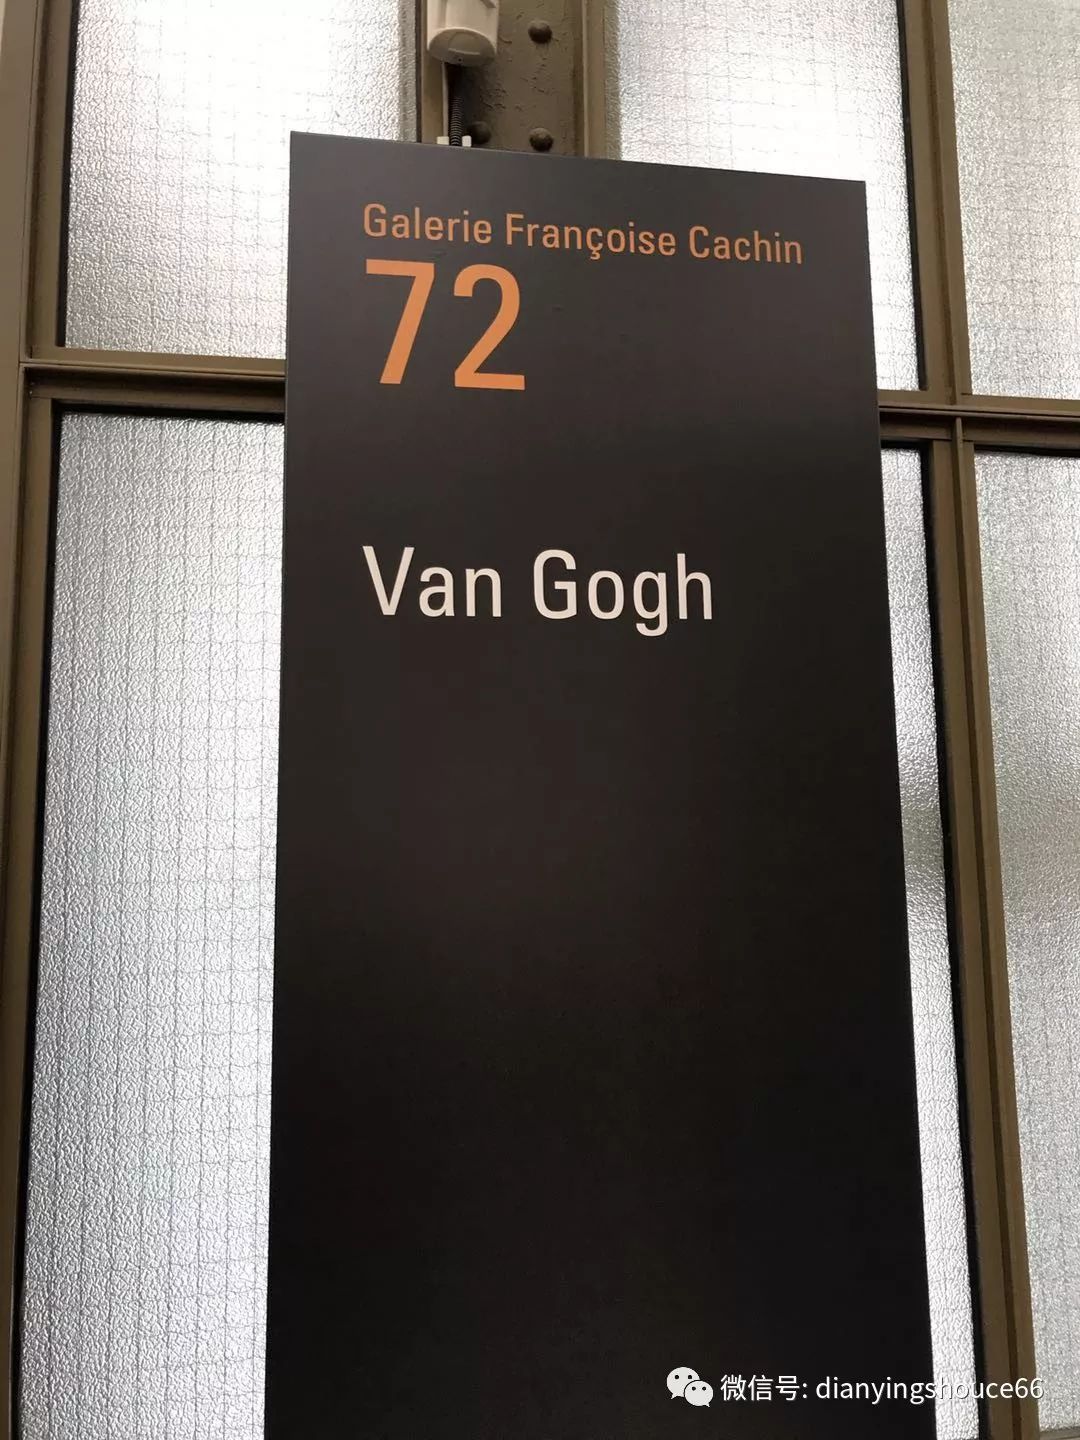 Galerie Françoise Cachin
72
Van Gogh
微信号: dianyingshouce66